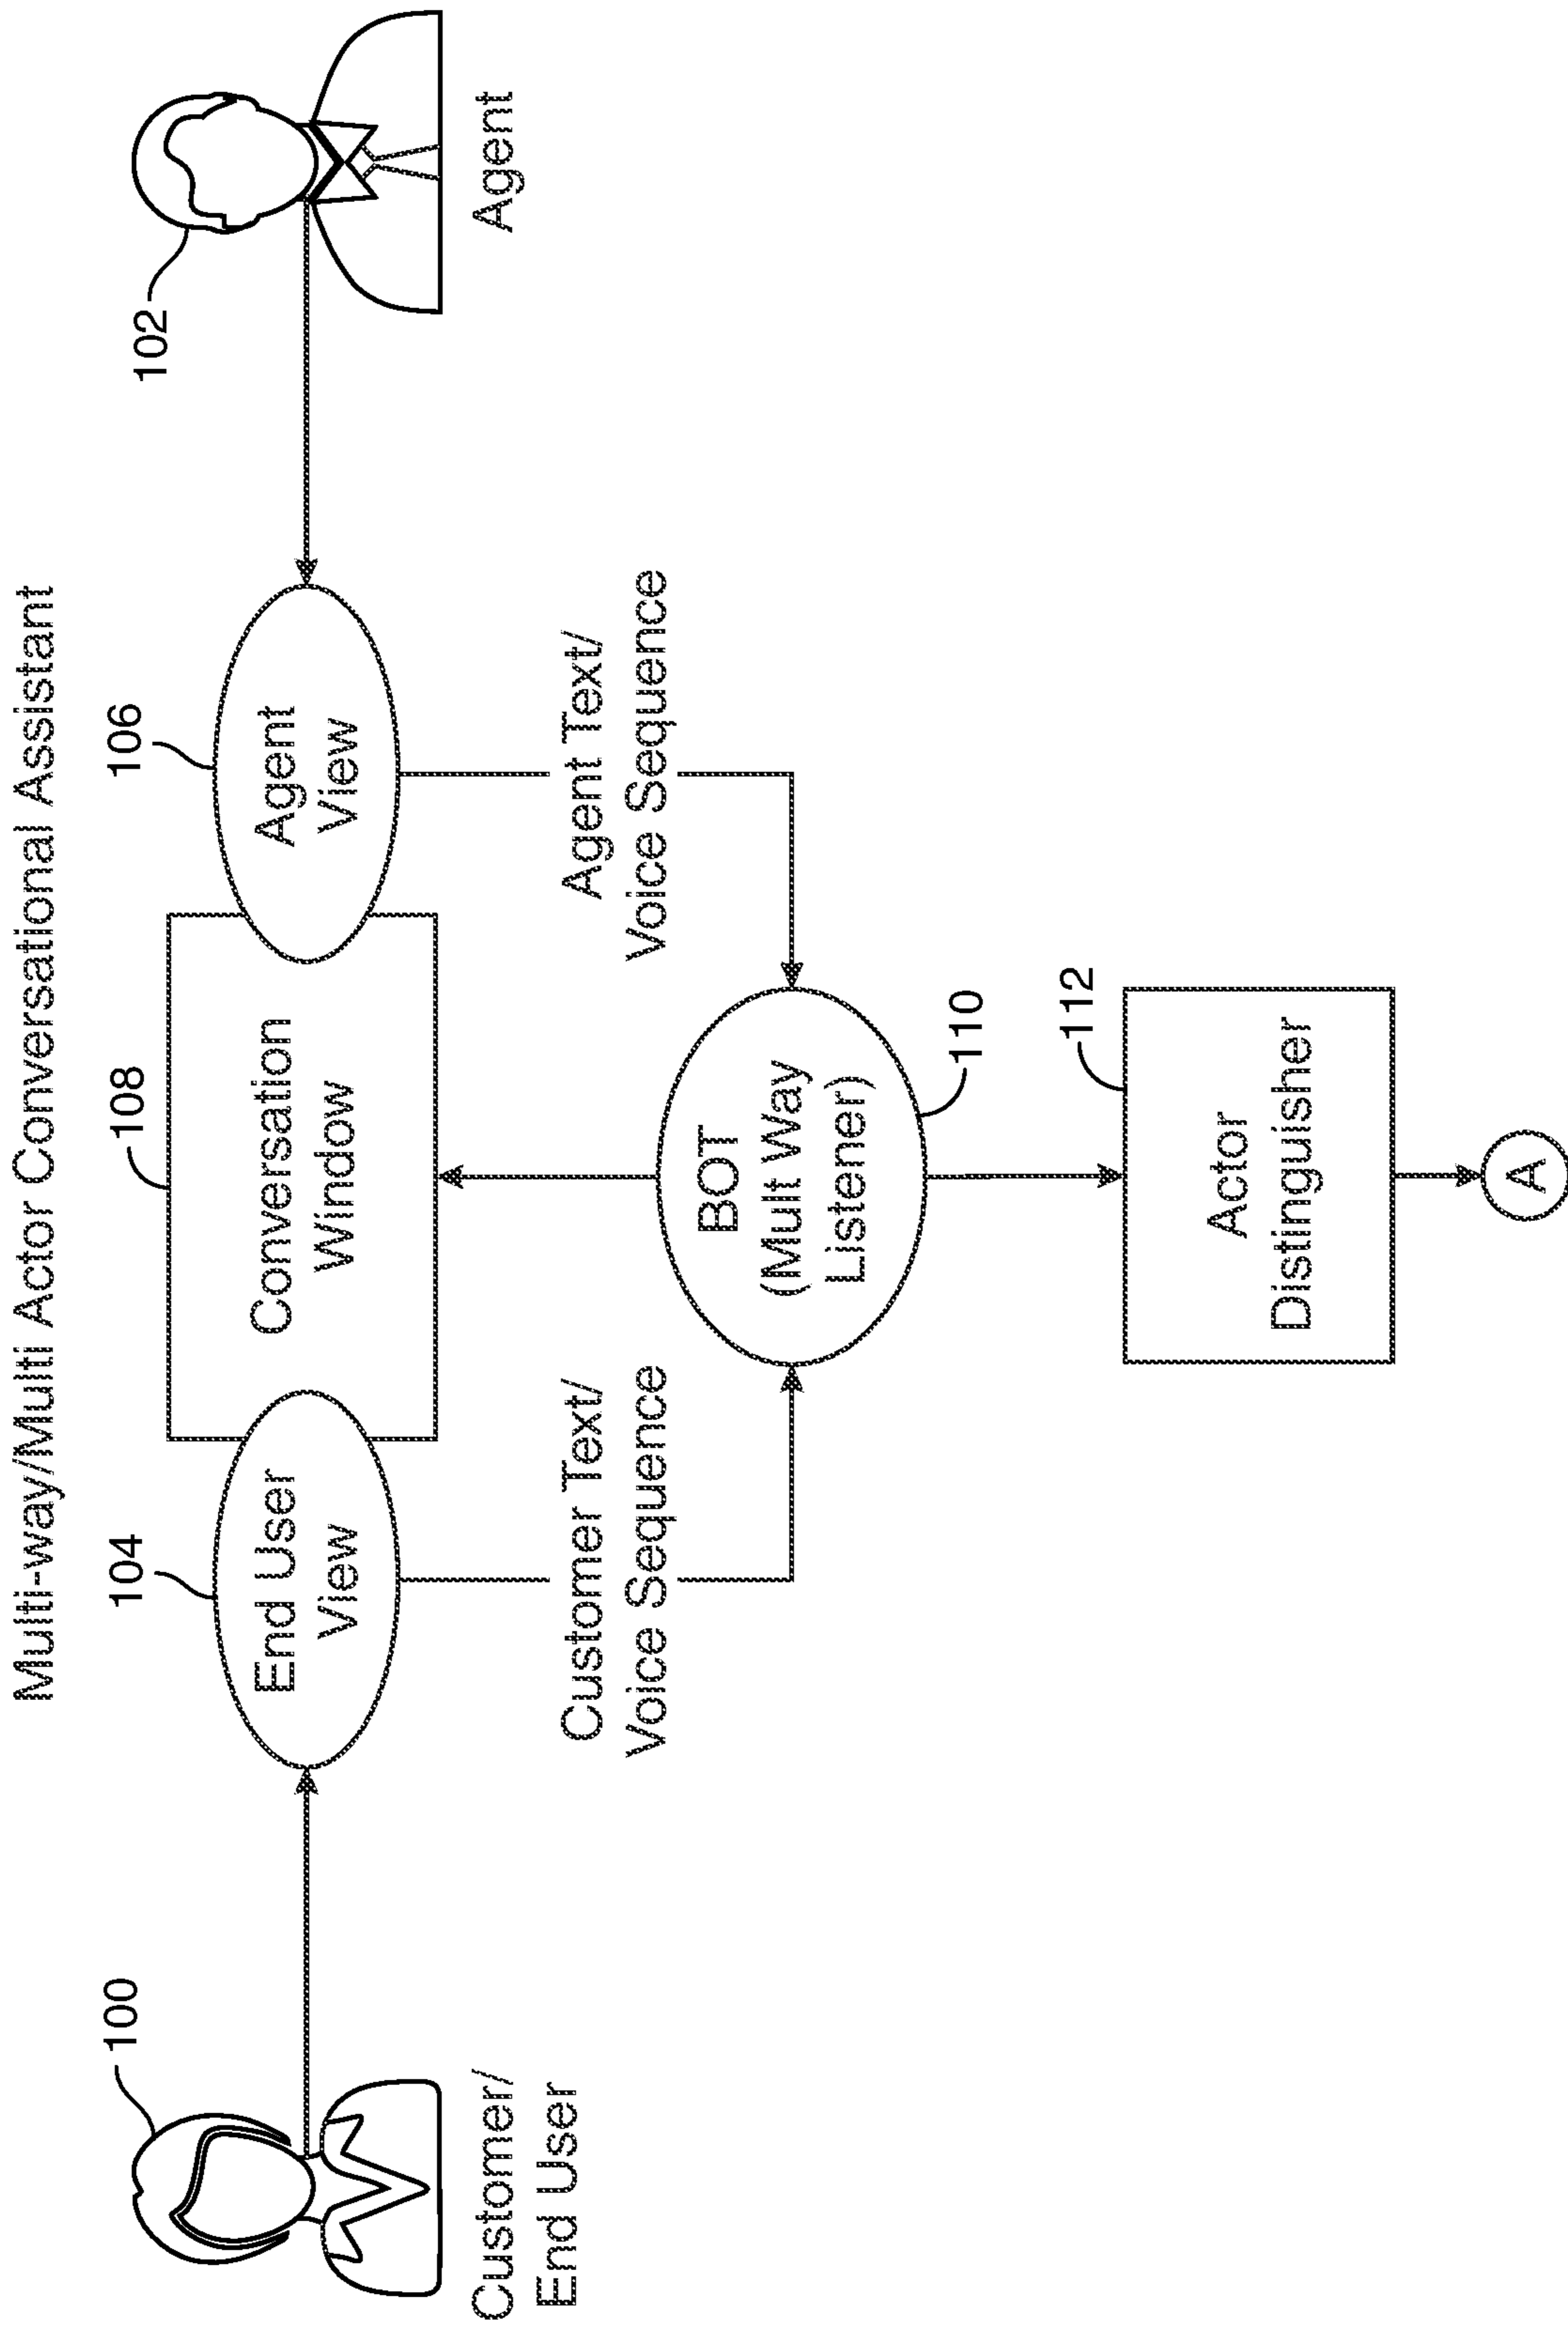 Multi-way/Multi Actor Conversational Assistant
100
Customer/
End User
104
End User
View
108
Conversation
Window
106
Agent
View
102
Agent
Customer Text/
Voice Sequence
Agent Text/
Voice Sequence
BOT
(Mult Way
Listener)
110
112
Actor
Distinguisher
A